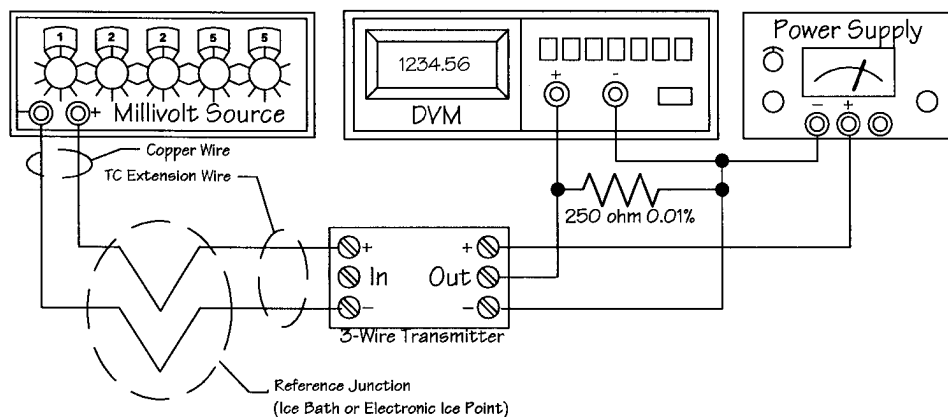 1 2 2 5 5
− +
Millivolt Source
1234.56
DVM
+ -
Power Supply
− +
Copper Wire
TC Extension Wire
250 ohm 0.01%
+ +
In Out
− −
3-Wire Transmitter
Reference Junction
(Ice Bath or Electronic Ice Point)